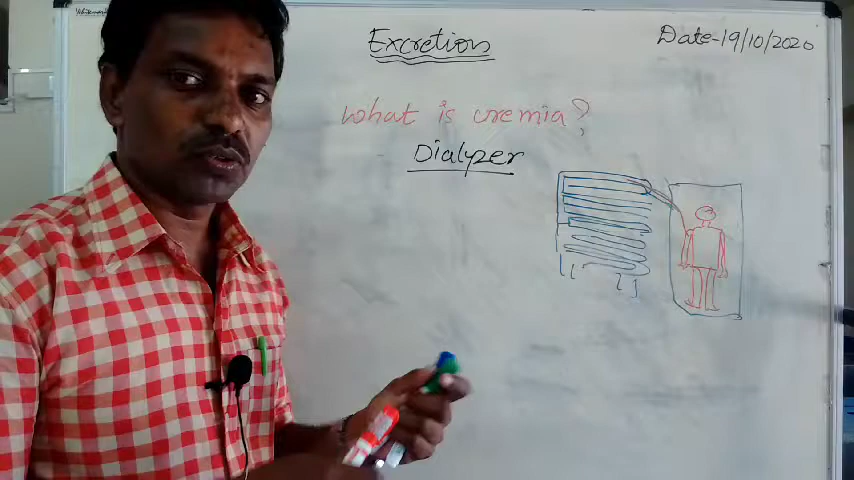 Excretion
Date-19/10/2020
What is uremia?
Dialyzer